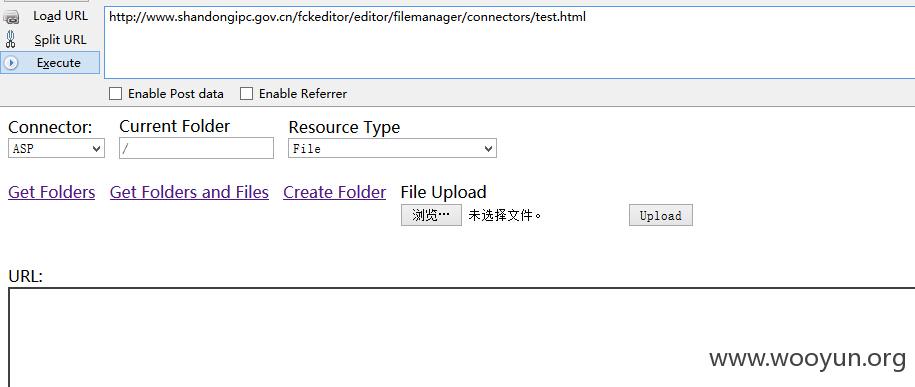 Load URL
http://www.shandongipc.gov.cn/fckeditor/editor/filemanager/connectors/test.html
Split URL
Execute
Enable Post data Enable Referrer
Connector: Current Folder Resource Type
ASP / File
Get Folders Get Folders and Files Create Folder File Upload
浏览… 未选择文件。 Upload
URL:
www.wooyun.org